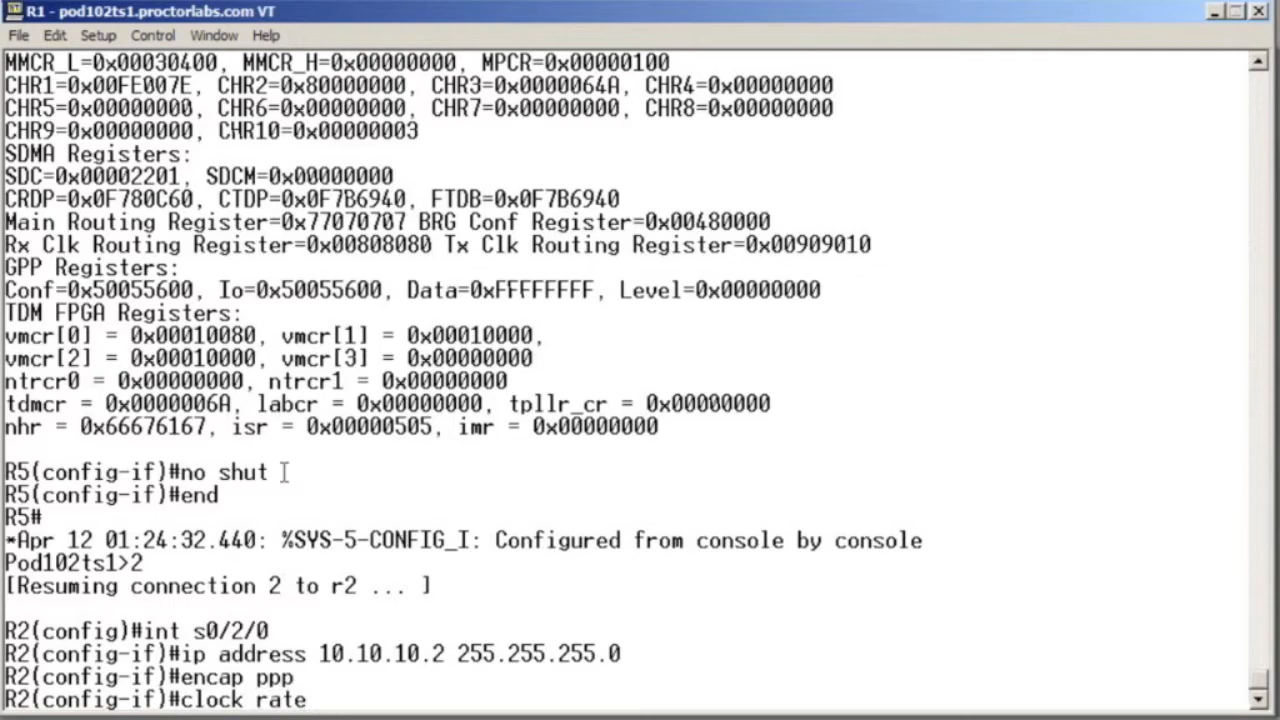 R1 - pod102ts1.proctorlabs.com VT
File Edit Setup Control Window Help
MMCR_L=0x00030400, MMCR_H=0x00000000, MPCR=0x00000100
CHR1=0x00FE007E, CHR2=0x80000000, CHR3=0x0000064A, CHR4=0x00000000
CHR5=0x00000000, CHR6=0x00000000, CHR7=0x00000000, CHR8=0x00000000
CHR9=0x00000000, CHR10=0x00000003
SDMA Registers:
SDC=0x00002201, SDCM=0x00000000
CRDP=0x0F780C60, CTDP=0x0F7B6940, FTDB=0x0F7B6940
Main Routing Register=0x77070707 BRG Conf Register=0x00480000
Rx Clk Routing Register=0x00808080 Tx Clk Routing Register=0x00909010
GPP Registers:
Conf=0x50055600, Io=0x50055600, Data=0xFFFFFFFF, Level=0x00000000
TDM FPGA Registers:
vmcr[0] = 0x00010080, vmcr[1] = 0x00010000,
vmcr[2] = 0x00010000, vmcr[3] = 0x00000000
ntrcr0 = 0x00000000, ntrcr1 = 0x00000000
tdmcr = 0x0000006A, labcr = 0x00000000, tpllr_cr = 0x00000000
nhr = 0x66676167, isr = 0x00000505, imr = 0x00000000
R5(config-if)#no shut
R5(config-if)#end
R5#
*Apr 12 01:24:32.440: %SYS-5-CONFIG_I: Configured from console by console
Pod102ts1>2
[Resuming connection 2 to r2 ... ]
R2(config)#int s0/2/0
R2(config-if)#ip address 10.10.10.2 255.255.255.0
R2(config-if)#encap ppp
R2(config-if)#clock rate